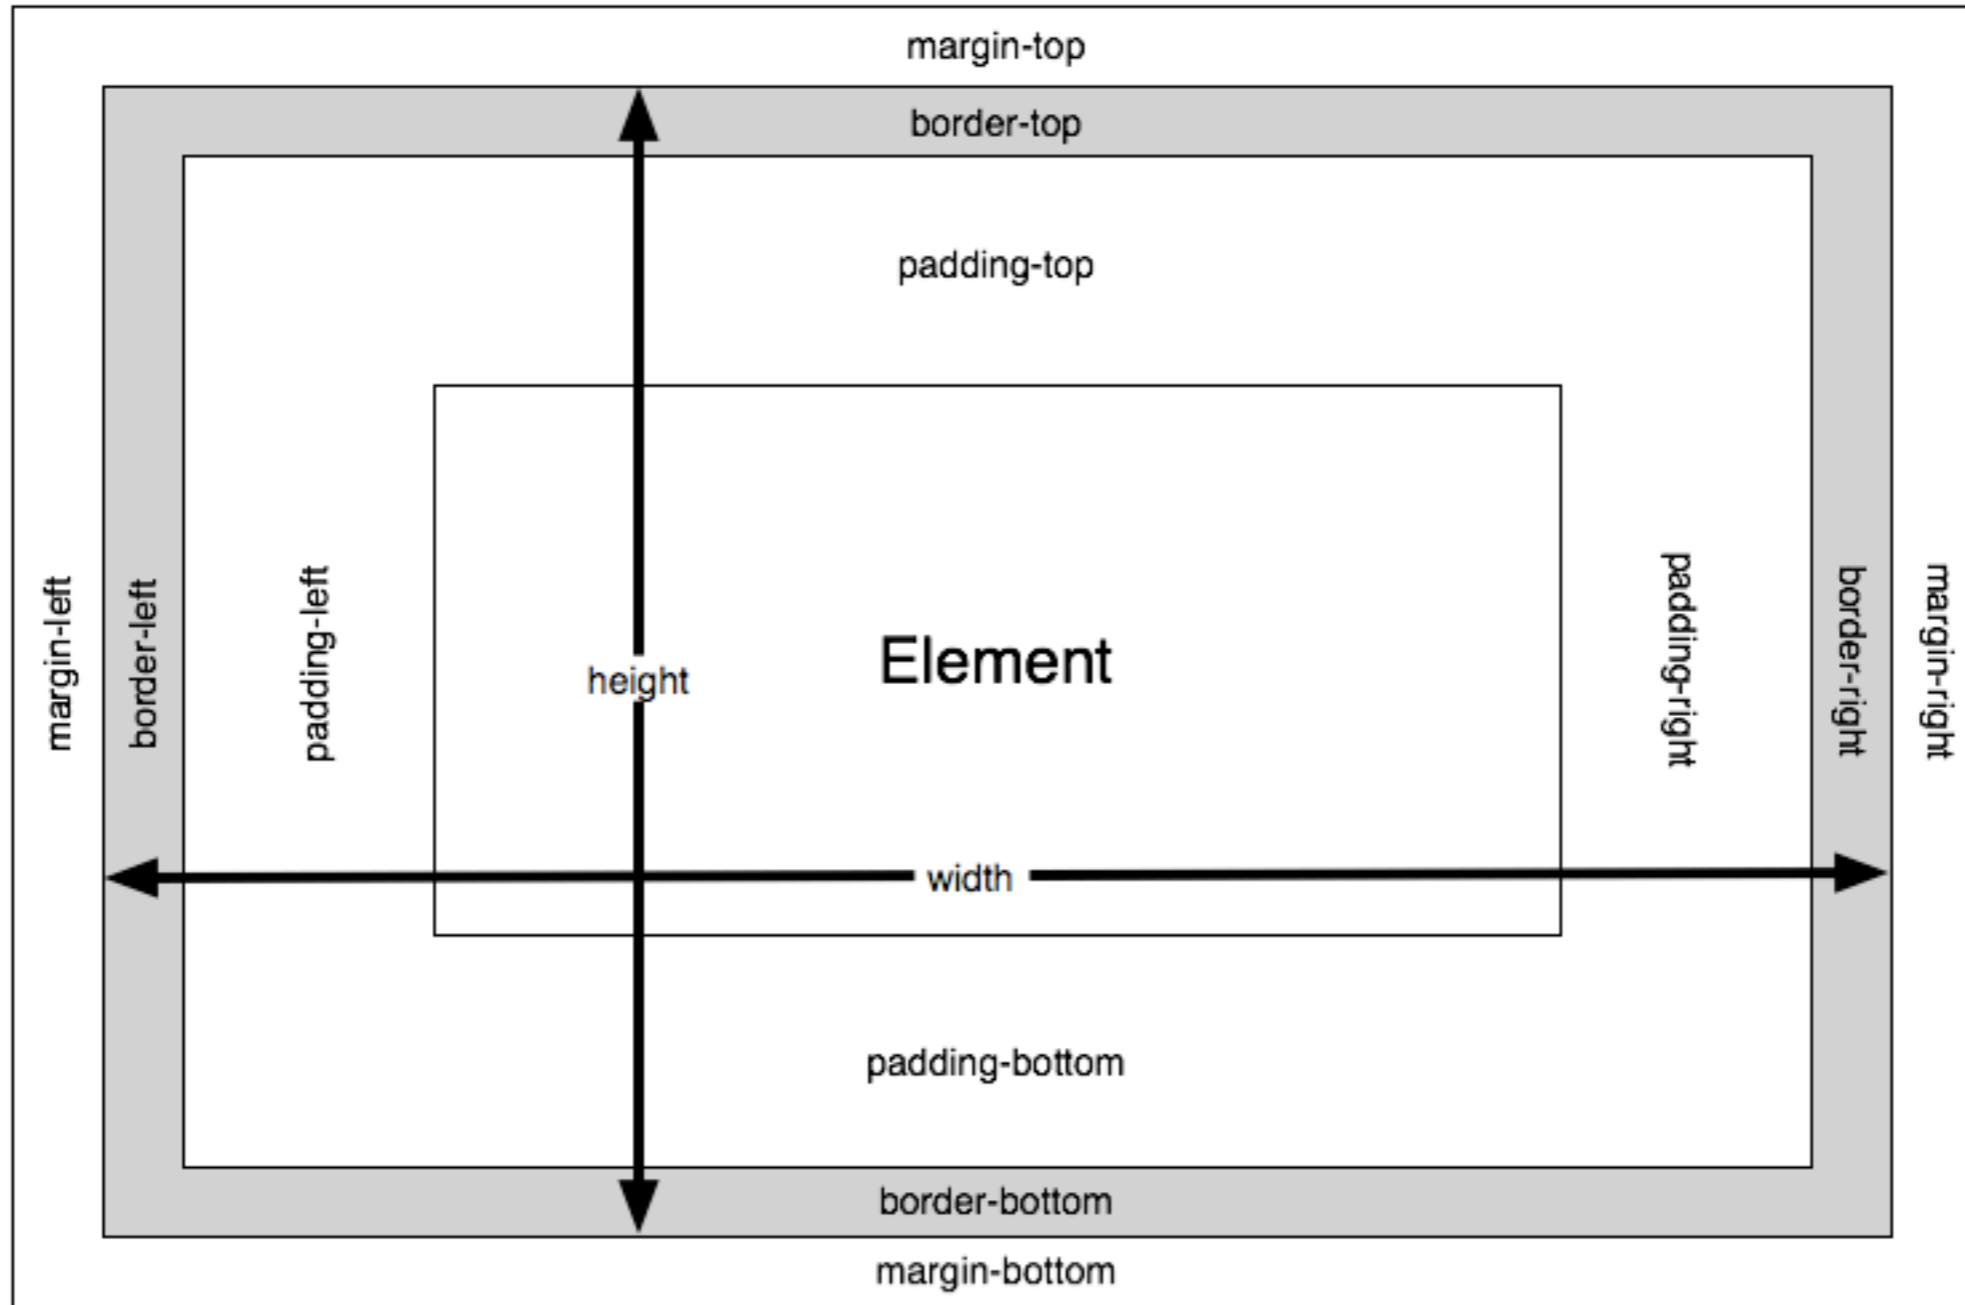 margin-top
border-top
padding-top
margin-left
border-left
padding-left
height
Element
padding-right
border-right
margin-right
width
padding-bottom
border-bottom
margin-bottom